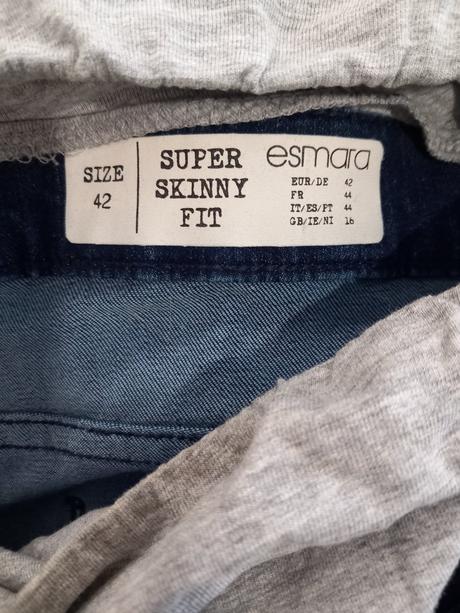 SIZE
42
SUPER
SKINNY
FIT
esmara
EUR/DE 42
FR 44
IT/ES/PT 44
GB/IE/NI 16